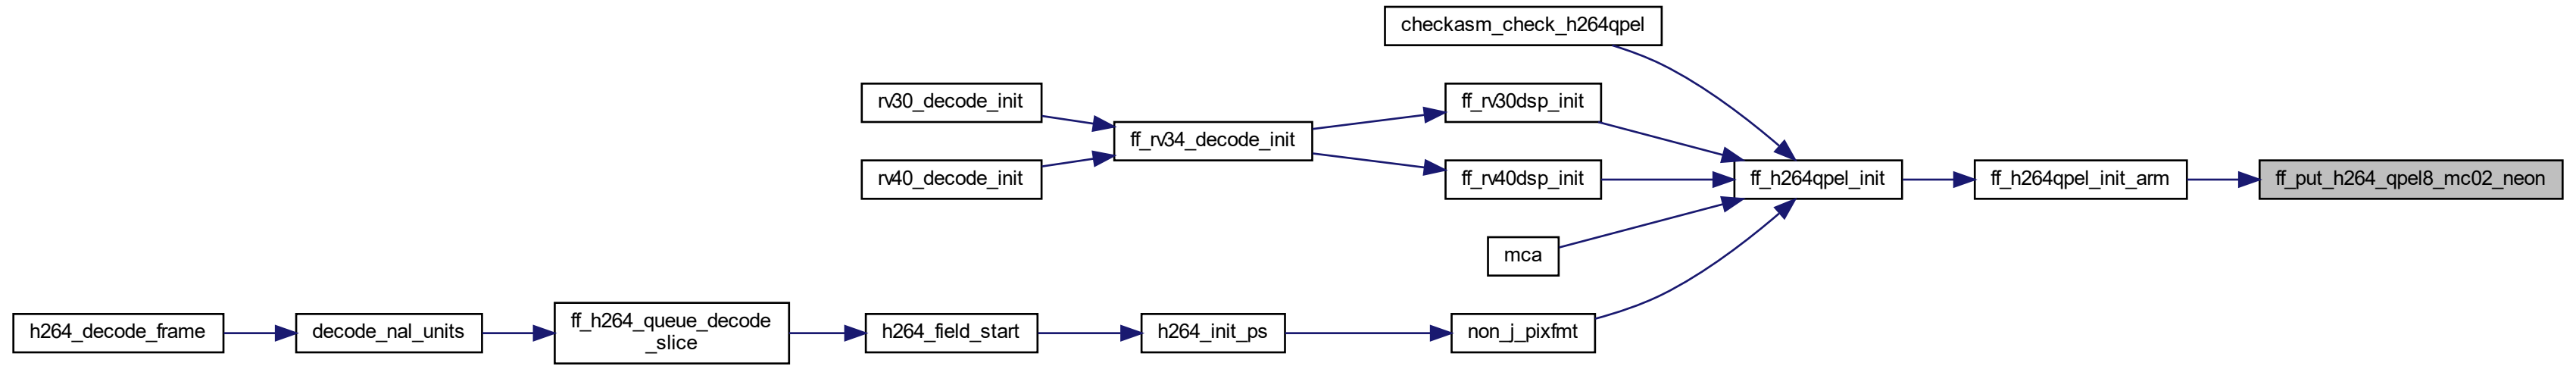 checkasm_check_h264qpel
rv30_decode_init
ff_rv30dsp_init
ff_rv34_decode_init
rv40_decode_init
ff_rv40dsp_init
ff_h264qpel_init
ff_h264qpel_init_arm
ff_put_h264_qpel8_mc02_neon
mca
h264_decode_frame
decode_nal_units
ff_h264_queue_decode
_slice
h264_field_start
h264_init_ps
non_j_pixfmt